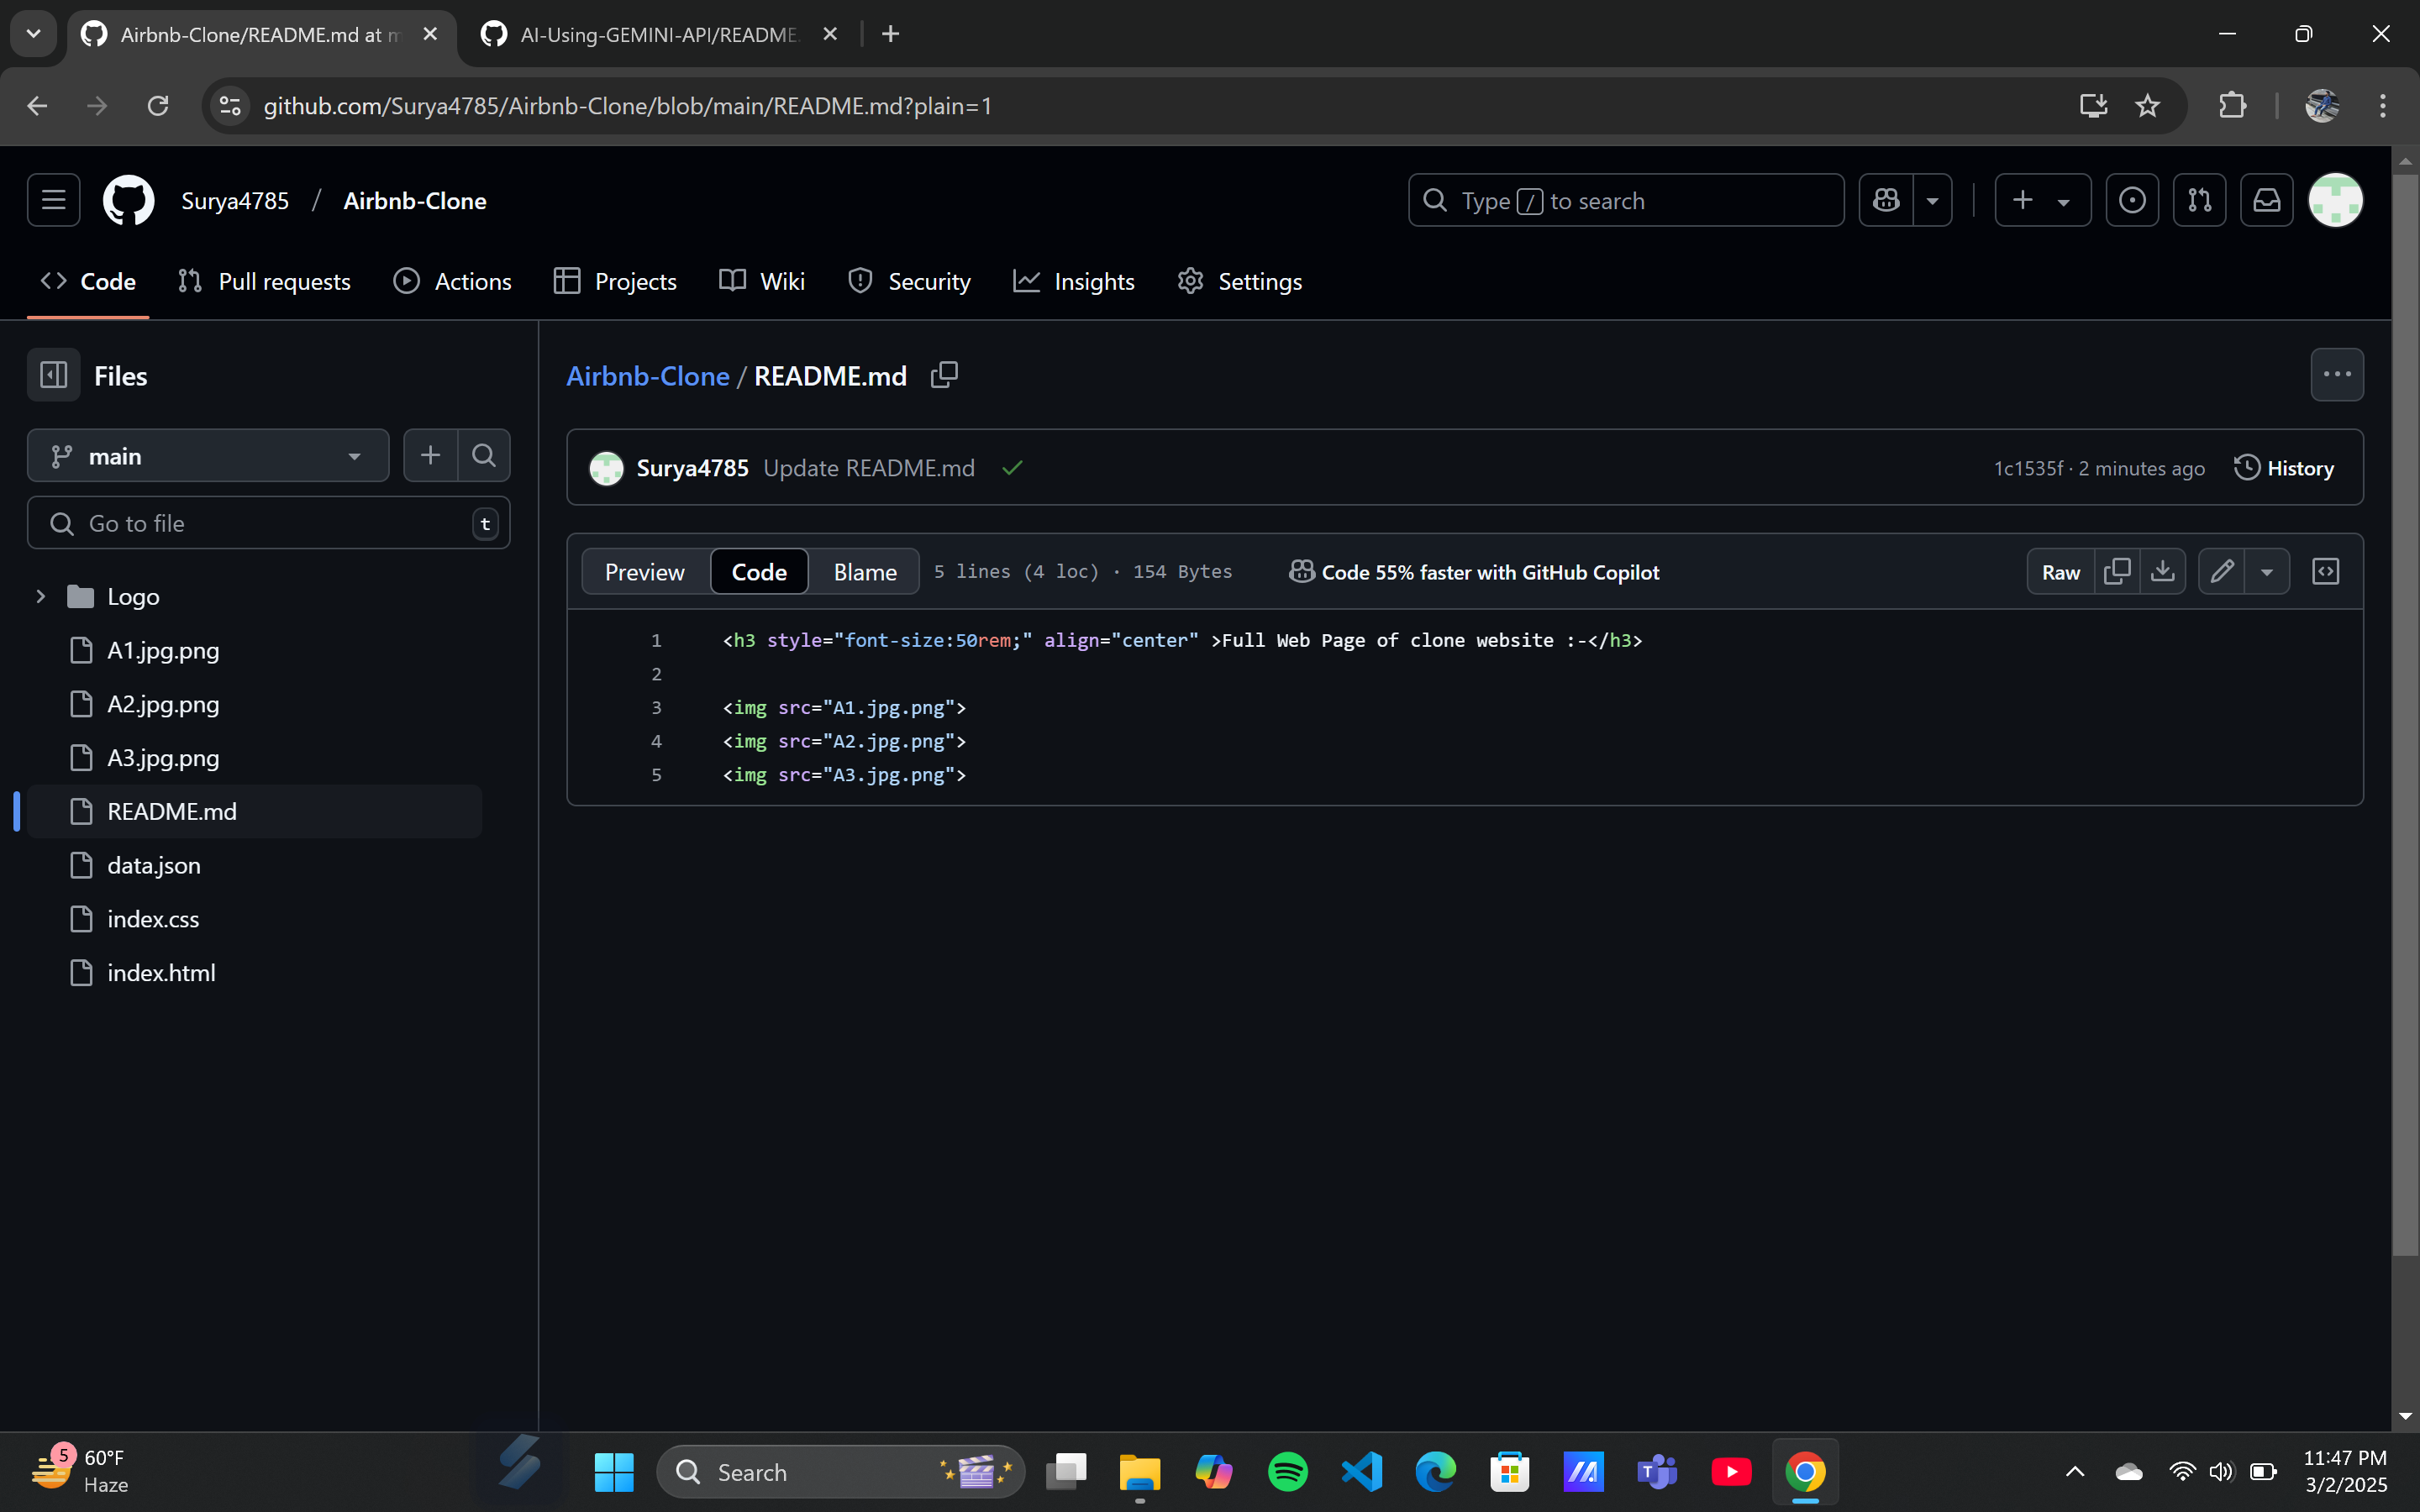 Airbnb-Clone/README.md at m
AI-Using-GEMINI-API/README.
github.com/Surya4785/Airbnb-Clone/blob/main/README.md?plain=1
Surya4785 / Airbnb-Clone
Type / to search
Code
Pull requests
Actions
Projects
Wiki
Security
Insights
Settings
Files
main
Go to file
t
Logo
A1.jpg.png
A2.jpg.png
A3.jpg.png
README.md
data.json
index.css
index.html
Airbnb-Clone / README.md
Surya4785 Update README.md
1c1535f · 2 minutes ago
History
Preview
Code
Blame
5 lines (4 loc) · 154 Bytes
Code 55% faster with GitHub Copilot
Raw
1 <h3 style="font-size:50rem;" align="center" >Full Web Page of clone website :-</h3>
2
3 <img src="A1.jpg.png">
4 <img src="A2.jpg.png">
5 <img src="A3.jpg.png">
5
60°F
Haze
Search
11:47 PM
3/2/2025